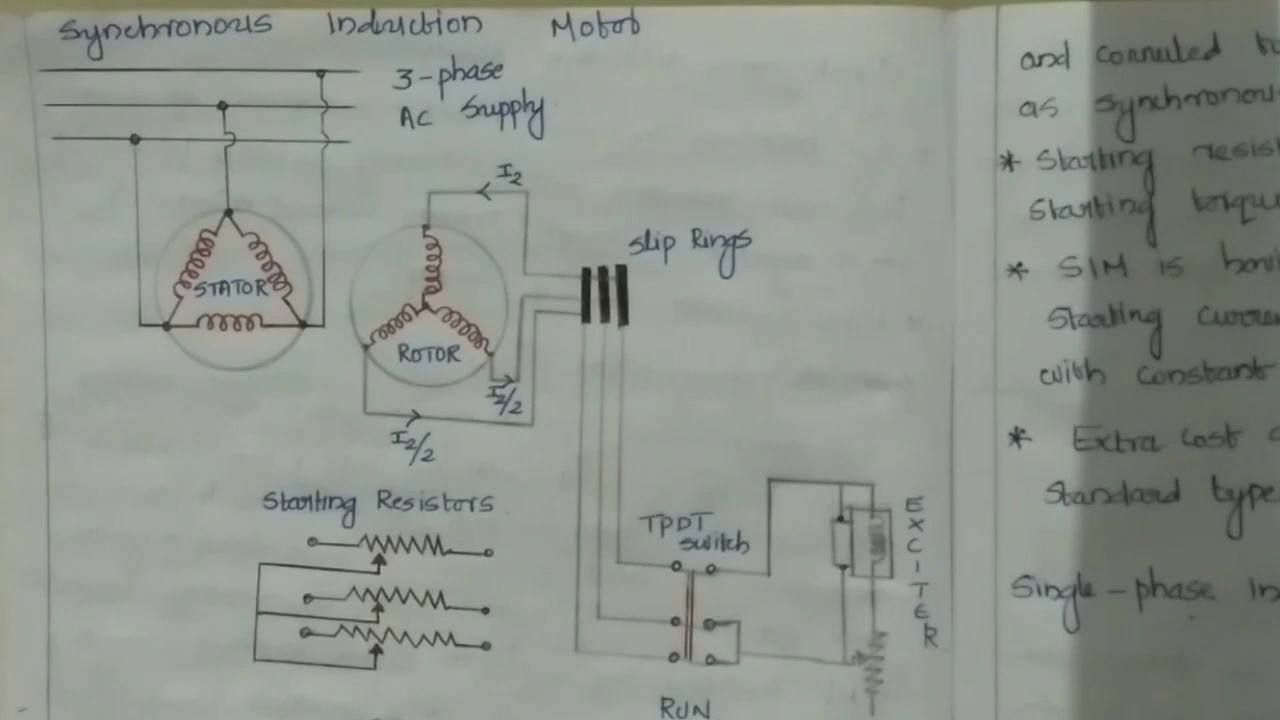 Synchronous Induction Motor
3-phase
AC Supply
I2
Slip Rings
STATOR
ROTOR
I2/2
I2/2
Starting Resistors
TPDT
switch
EXCITER
RUN
and connected
as Synchronous
* Starting
Starting
* SIM is
Starting
with constant
* Extra cost
Standard type
Single-phase